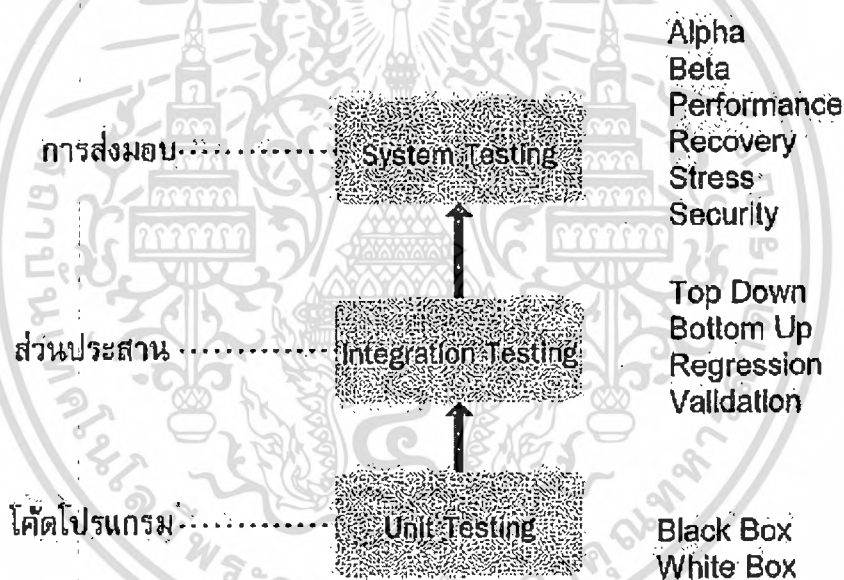 Alpha
Beta
Performance
Recovery
Stress
Security
การส่งมอบ
System Testing
Top Down
Bottom Up
Regression
Validation
ส่วนประสาน
Integration Testing
โค้ดโปรแกรม
Unit Testing
Black Box
White Box